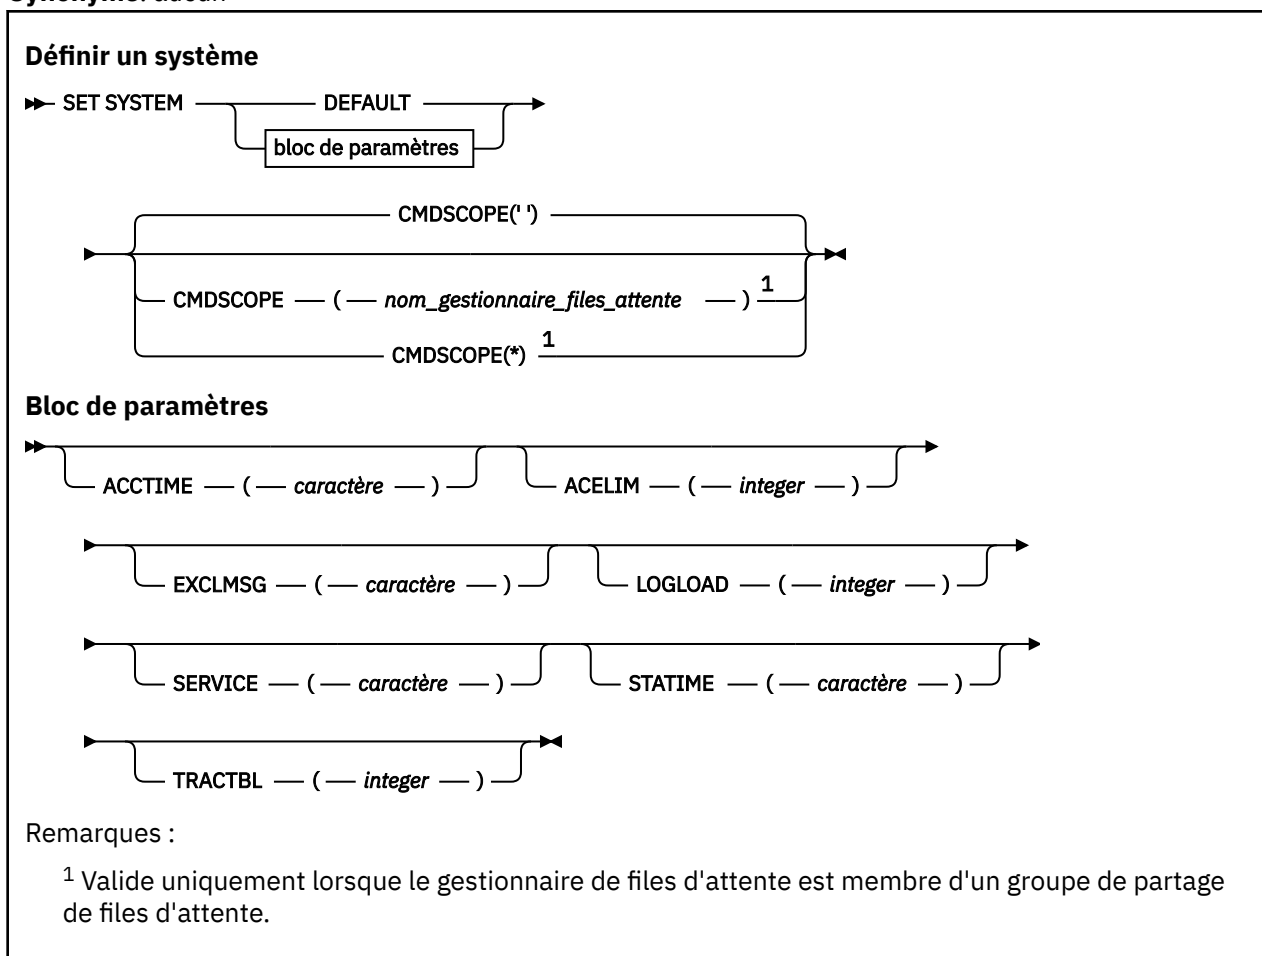 Synonyme: aucun
Définir un système
SET SYSTEM DEFAULT
bloc de paramètres
CMDSCOPE(' ')
CMDSCOPE ( nom_gestionnaire_files_attente ) 1
CMDSCOPE(*) 1
Bloc de paramètres
ACCTIME ( caractère ) ACELIM ( integer )
EXCLMSG ( caractère ) LOGLOAD ( integer )
SERVICE ( caractère ) STATIME ( caractère )
TRACTBL ( integer )
Remarques :
1 Valide uniquement lorsque le gestionnaire de files d'attente est membre d'un groupe de partage
de files d'attente.